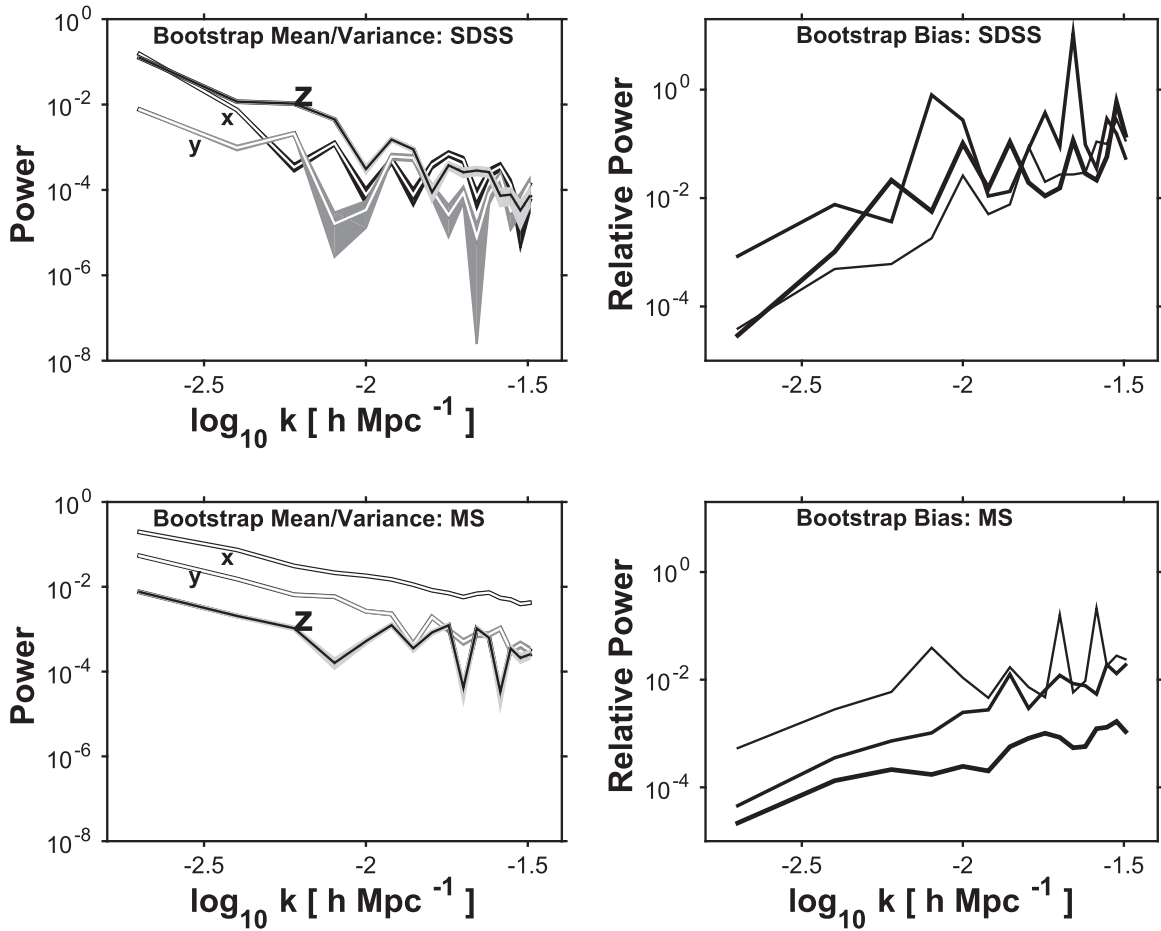 Bootstrap Mean/Variance: SDSS
Power
10^0
10^-2
10^-4
10^-6
10^-8
x
y
Z
-2.5 -2 -1.5
log_10 k [ h Mpc ^-1 ]
Bootstrap Bias: SDSS
Relative Power
10^0
10^-2
10^-4
-2.5 -2 -1.5
Bootstrap Mean/Variance: MS
Power
10^0
10^-2
10^-4
10^-6
10^-8
x
y
Z
-2.5 -2 -1.5
log_10 k [ h Mpc ^-1 ]
Bootstrap Bias: MS
Relative Power
10^0
10^-2
10^-4
-2.5 -2 -1.5
log_10 k [ h Mpc ^-1 ]